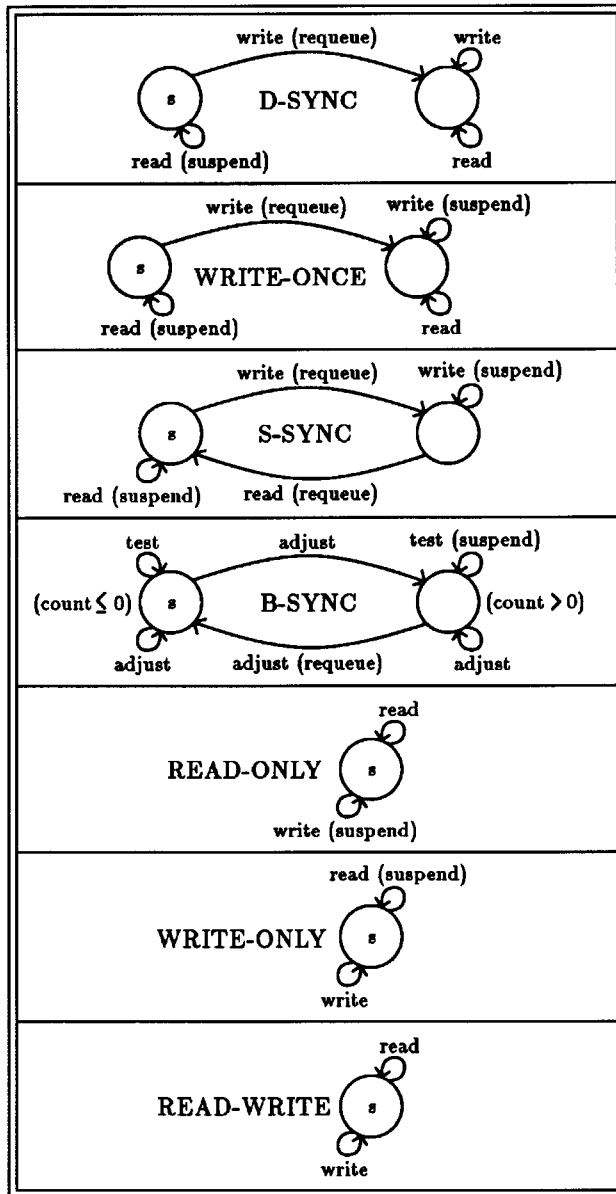 write (requeue)
write
s
D-SYNC
read (suspend)
read
write (requeue)
write (suspend)
s
WRITE-ONCE
read (suspend)
read
write (requeue)
write (suspend)
s
S-SYNC
read (suspend)
read (requeue)
test
adjust
test (suspend)
(count ≤ 0)
s
B-SYNC
(count > 0)
adjust
adjust (requeue)
adjust
read
READ-ONLY
s
write (suspend)
read (suspend)
WRITE-ONLY
s
write
read
READ-WRITE
s
write